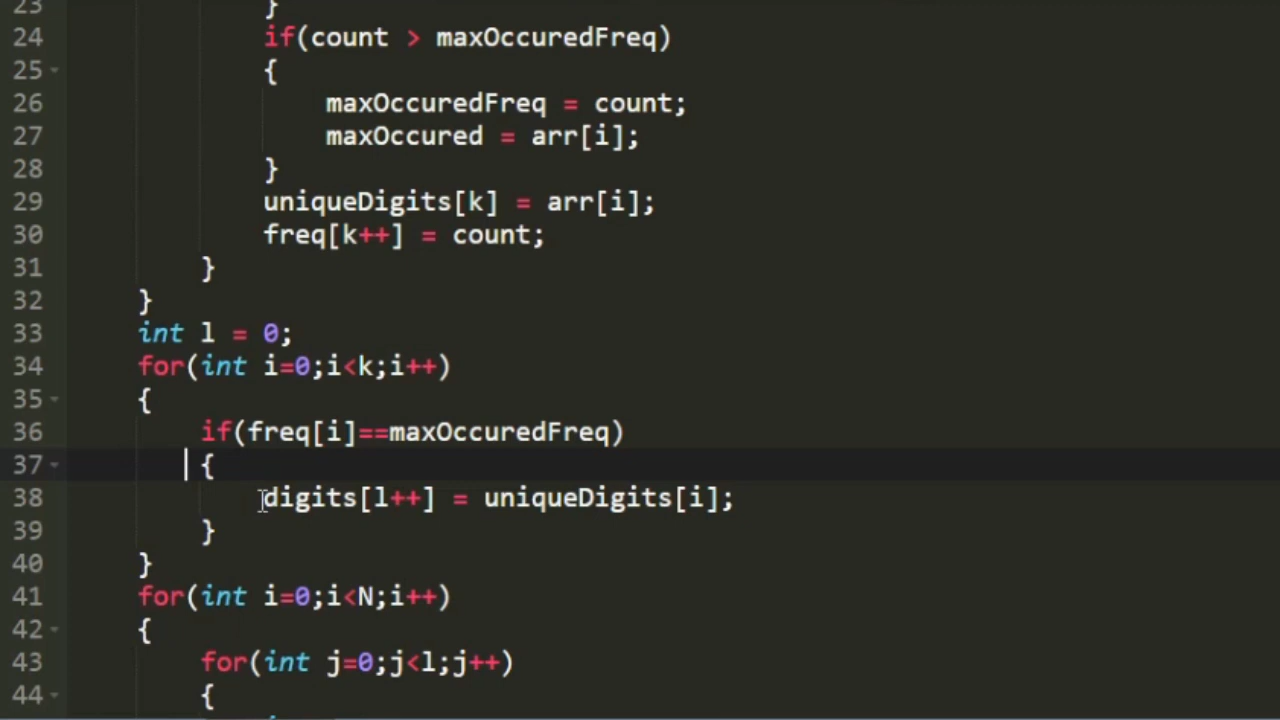 23 }
24 if(count > maxOccuredFreq)
25 {
26 maxOccuredFreq = count;
27 maxOccured = arr[i];
28 }
29 uniqueDigits[k] = arr[i];
30 freq[k++] = count;
31 }
32 }
33 int l = 0;
34 for(int i=0;i<k;i++)
35 {
36 if(freq[i]==maxOccuredFreq)
37 {
38 digits[l++] = uniqueDigits[i];
39 }
40 }
41 for(int i=0;i<N;i++)
42 {
43 for(int j=0;j<l;j++)
44 {